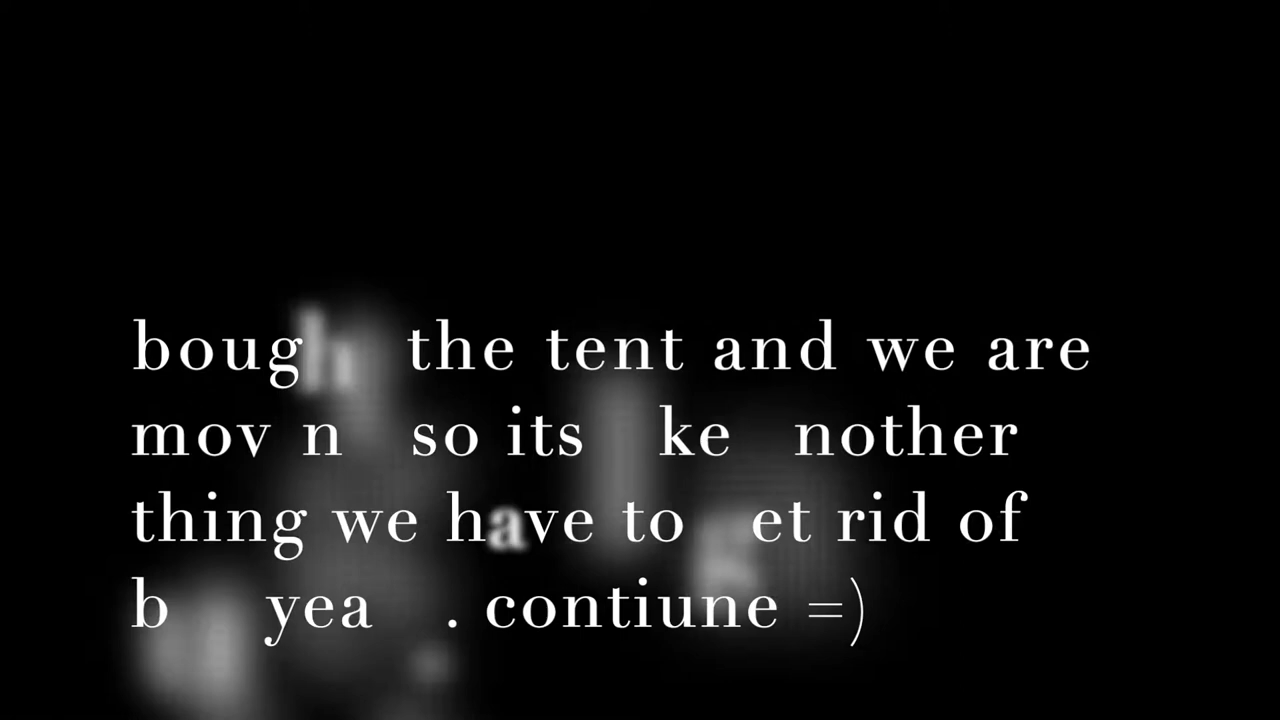 bough the tent and we are
mov n so its ke nother
thing we have to et rid of
b yea . contiune =)